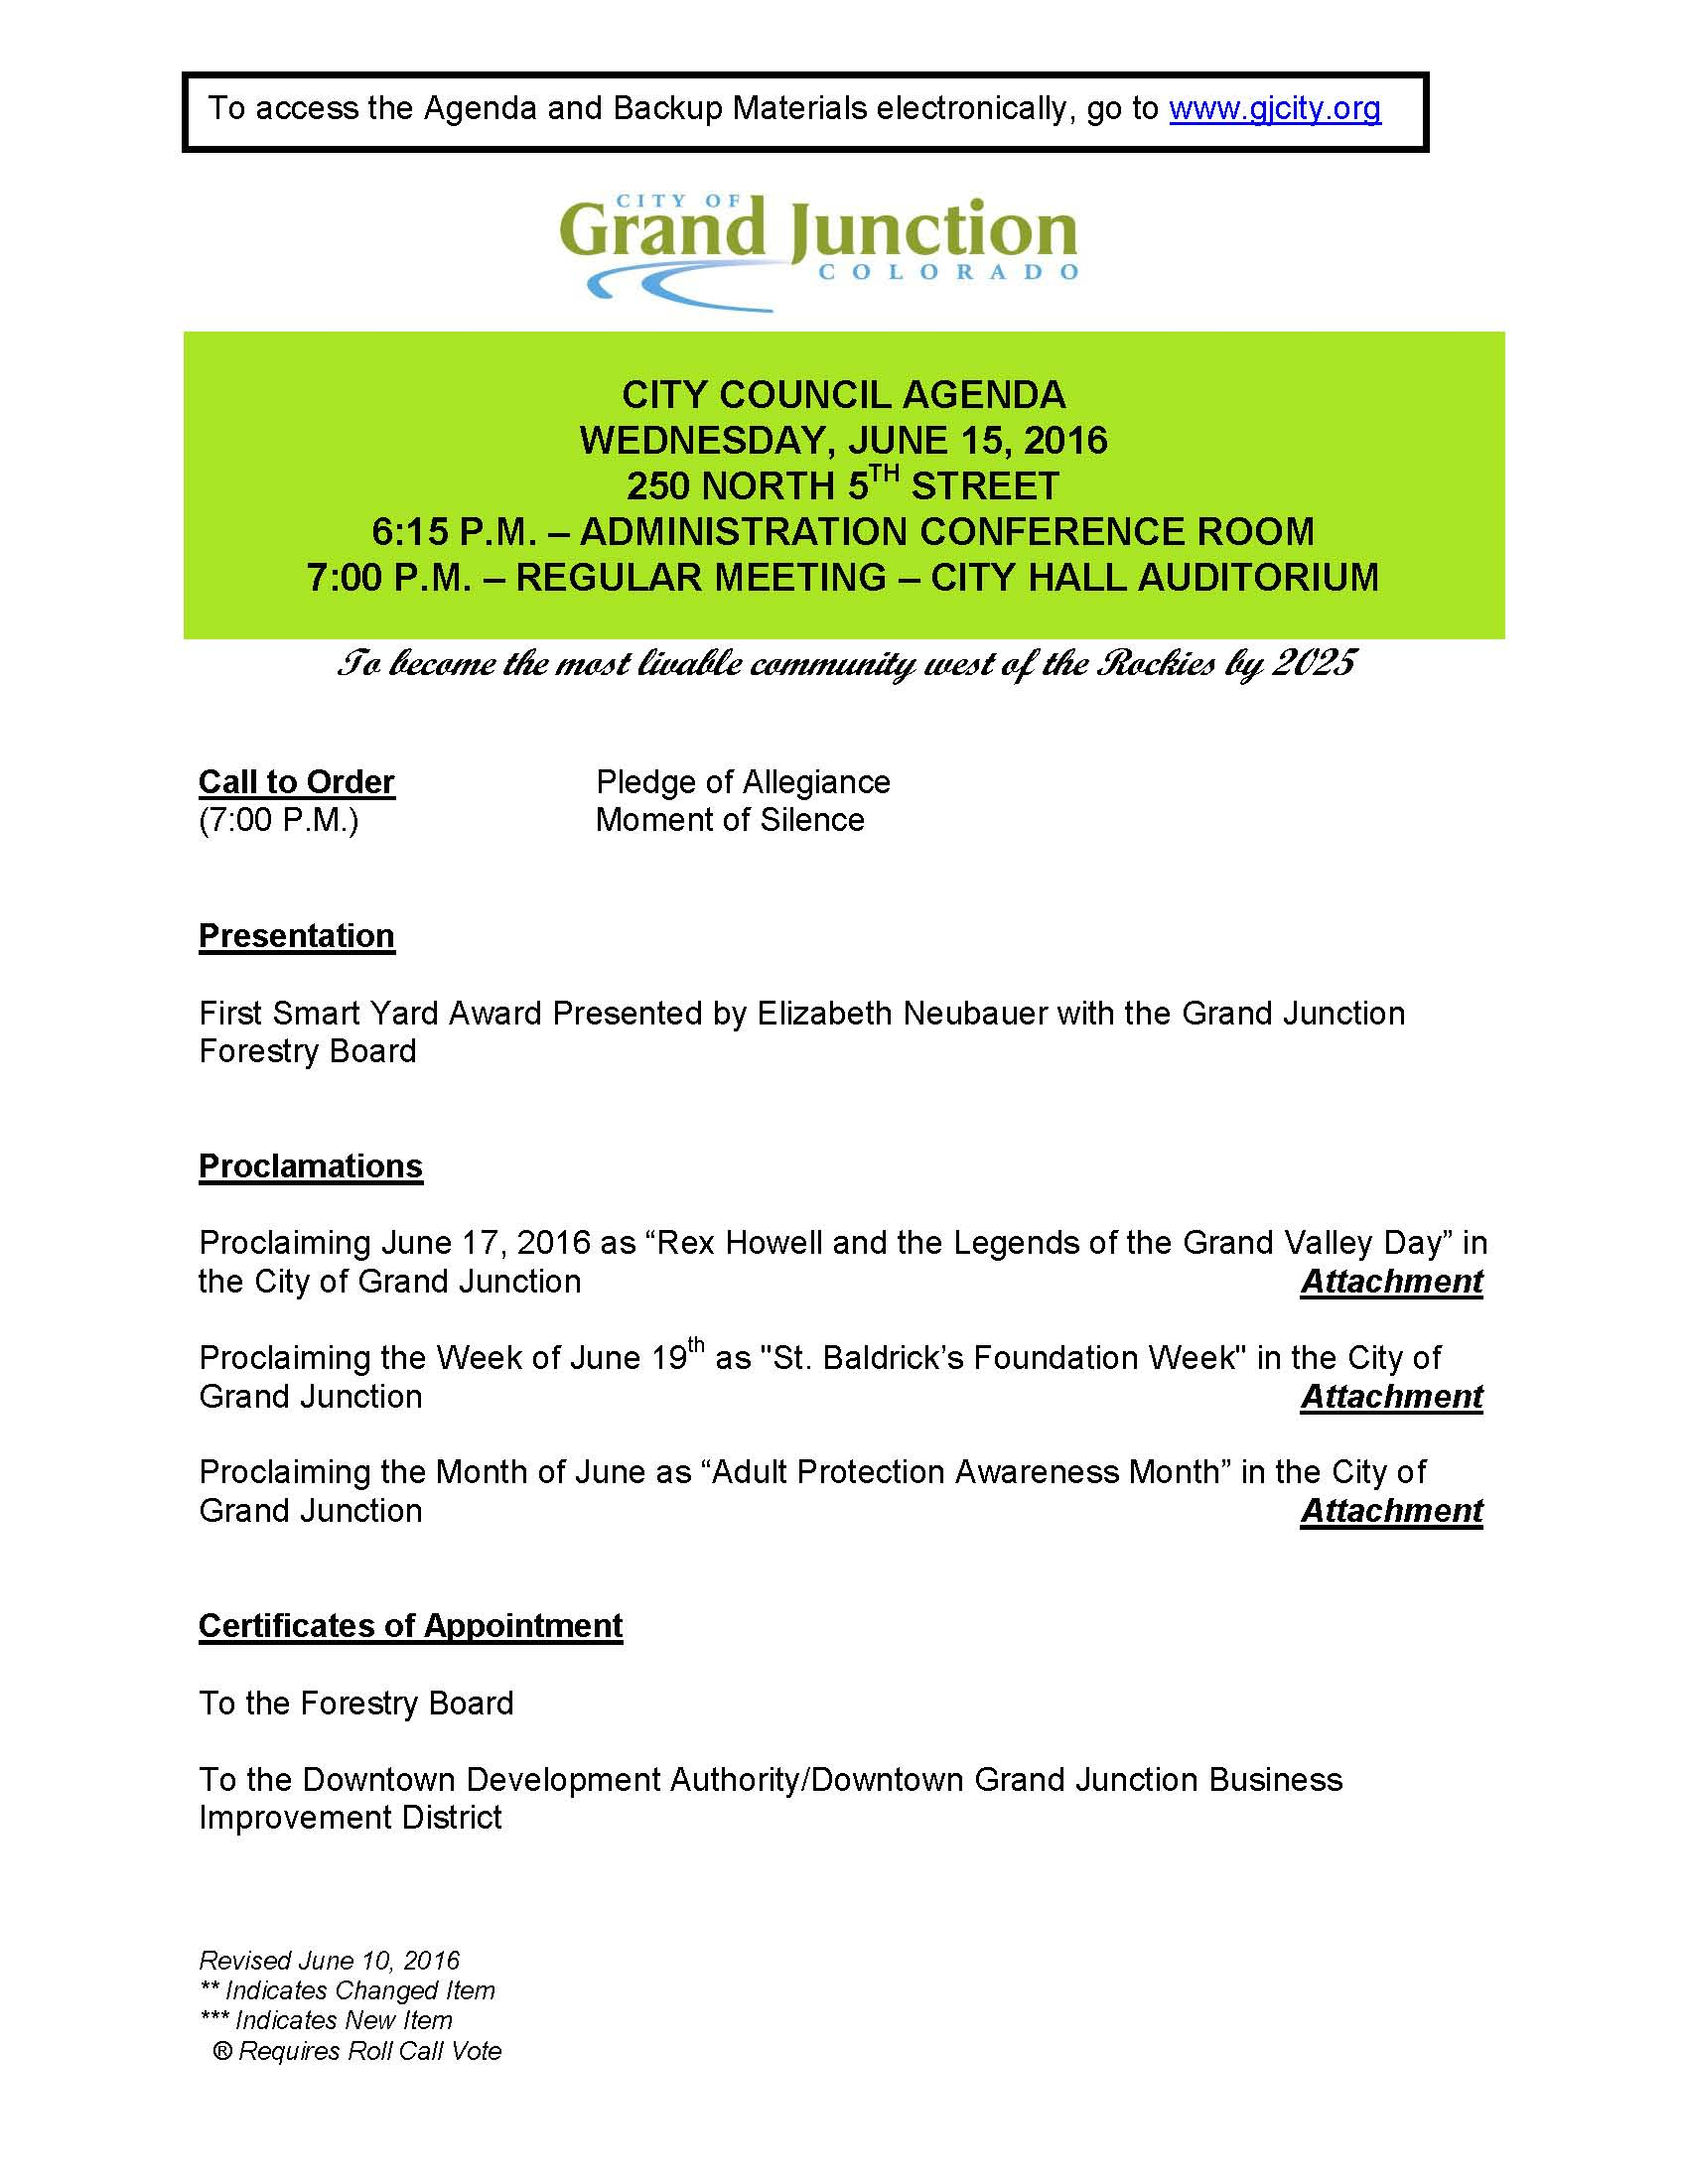 To access the Agenda and Backup Materials electronically, go to www.gjcity.org
CITY OF
Grand Junction
COLORADO
CITY COUNCIL AGENDA
WEDNESDAY, JUNE 15, 2016
250 NORTH 5TH STREET
6:15 P.M. – ADMINISTRATION CONFERENCE ROOM
7:00 P.M. – REGULAR MEETING – CITY HALL AUDITORIUM
To become the most livable community west of the Rockies by 2025
Call to Order Pledge of Allegiance
(7:00 P.M.) Moment of Silence
Presentation
First Smart Yard Award Presented by Elizabeth Neubauer with the Grand Junction
Forestry Board
Proclamations
Proclaiming June 17, 2016 as “Rex Howell and the Legends of the Grand Valley Day” in
the City of Grand Junction Attachment
Proclaiming the Week of June 19th as "St. Baldrick’s Foundation Week" in the City of
Grand Junction Attachment
Proclaiming the Month of June as “Adult Protection Awareness Month” in the City of
Grand Junction Attachment
Certificates of Appointment
To the Forestry Board
To the Downtown Development Authority/Downtown Grand Junction Business
Improvement District
Revised June 10, 2016
** Indicates Changed Item
*** Indicates New Item
® Requires Roll Call Vote